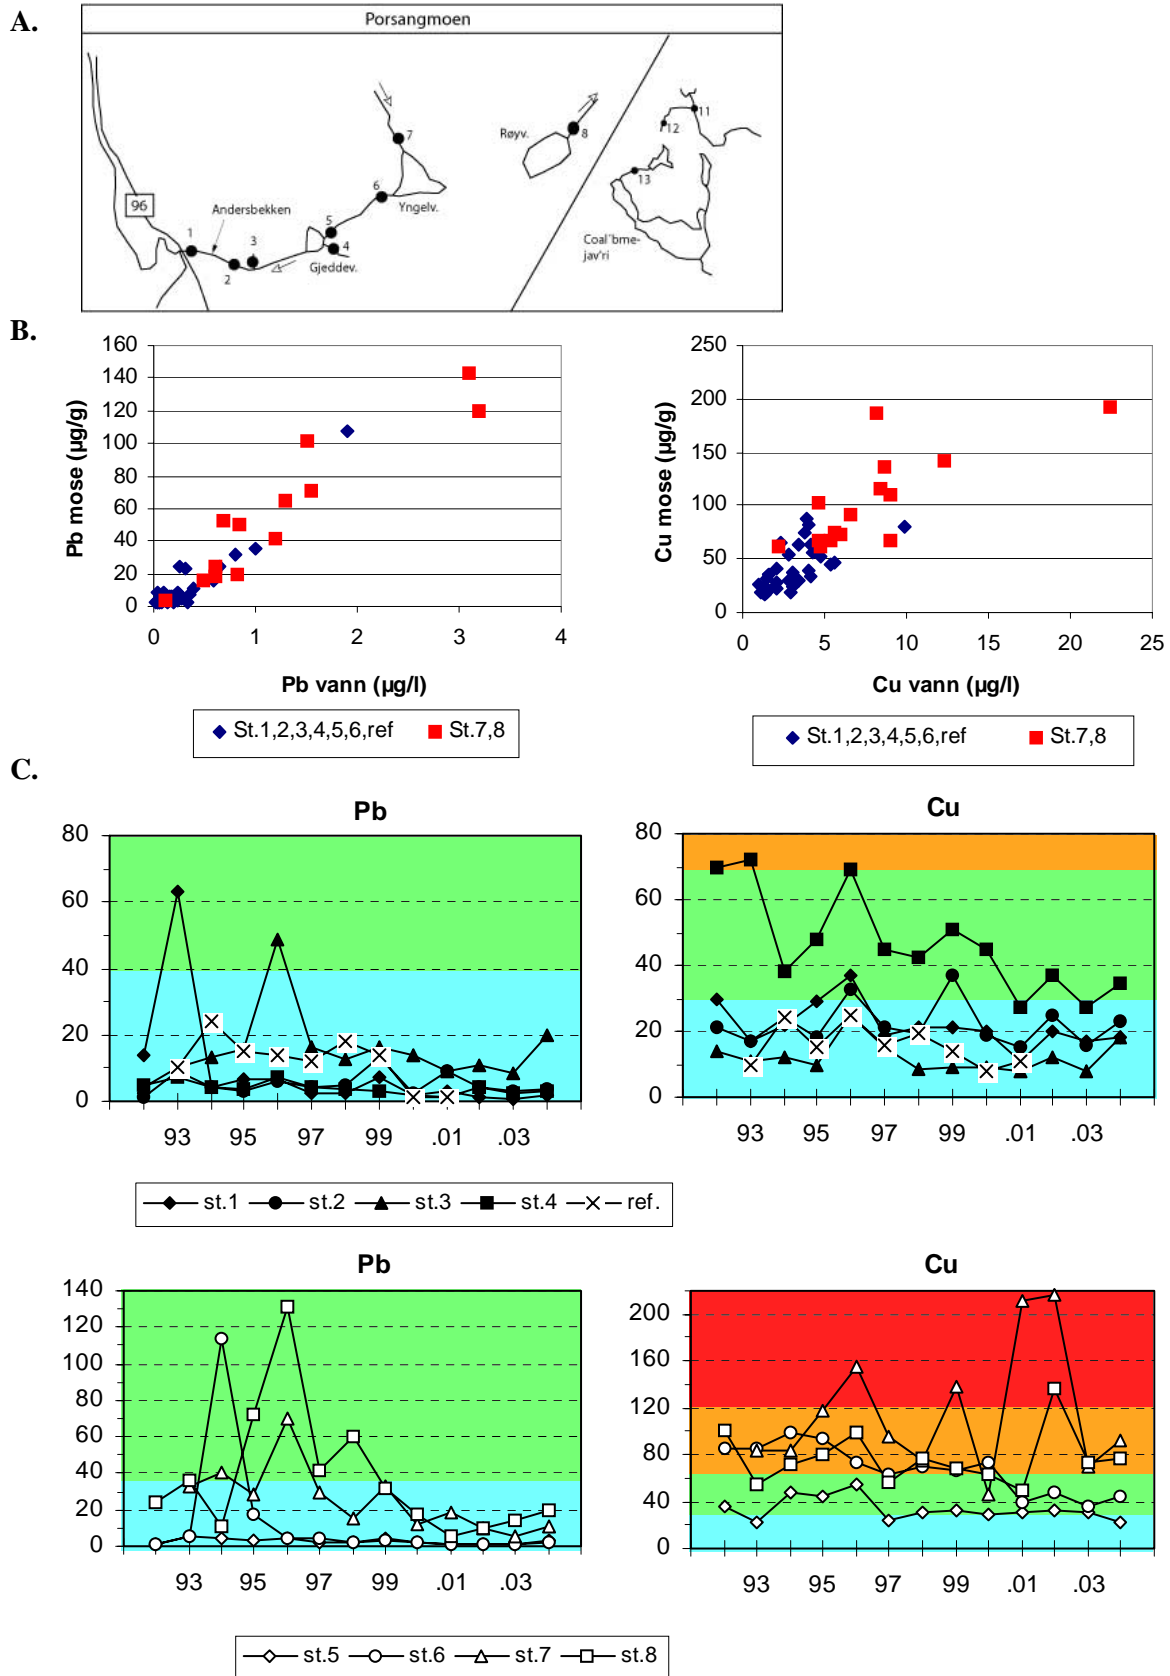 A.
Porsangmoen
11
12
7
Røyv.
8
13
6
96
Andersbekken
Yngelv.
5
1
3
4
Coal´bme-
jav'ri
2
Gjeddev.
B.
160
140
120
100
80
60
40
20
0
Pb mose (µg/g)
0 1 2 3 4
Pb vann (µg/l)
St.1,2,3,4,5,6,ref St.7,8
250
200
150
100
50
0
Cu mose (µg/g)
0 5 10 15 20 25
Cu vann (µg/l)
St.1,2,3,4,5,6,ref St.7,8
C.
Pb
80
60
40
20
0
93 95 97 99 .01 .03
Cu
80
60
40
20
0
93 95 97 99 .01 .03
st.1 st.2 st.3 st.4 ref.
Pb
140
120
100
80
60
40
20
0
93 95 97 99 .01 .03
Cu
200
160
120
80
40
0
93 95 97 99 .01 .03
st.5 st.6 st.7 st.8